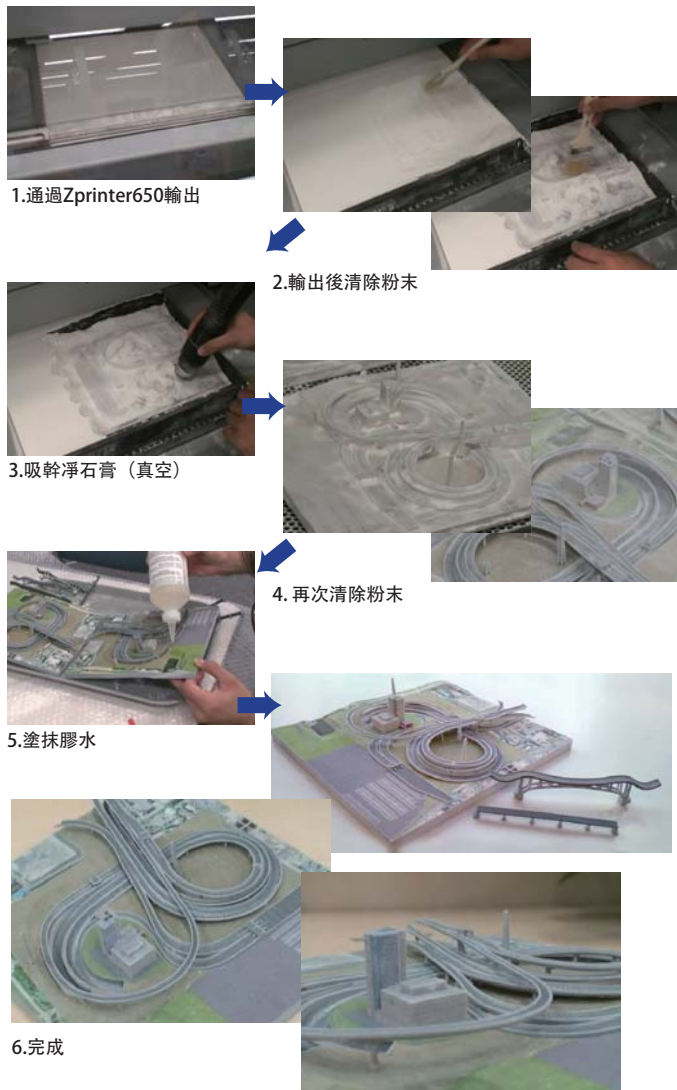 1.通過Zprinter650輸出
2.輸出後清除粉末
3.吸幹凈石膏（真空）
4. 再次清除粉末
5.塗抹膠水
6.完成